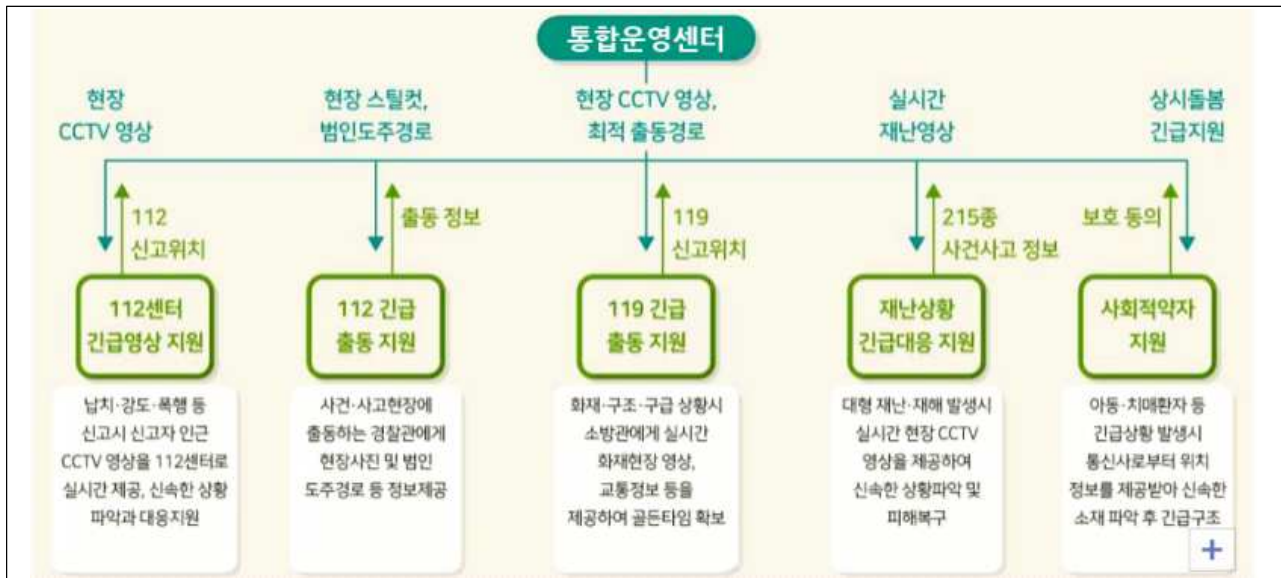 통합운영센터
현장
CCTV 영상
현장 스틸컷,
범인도주경로
현장 CCTV 영상,
최적 출동경로
실시간
재난영상
상시돌봄
긴급지원
112
신고위치
출동 정보
119
신고위치
215종
사건사고 정보
보호 동의
112센터
긴급영상 지원
112 긴급
출동 지원
119 긴급
출동 지원
재난상황
긴급대응 지원
사회적약자
지원
납치·강도·폭행 등
신고시 신고자 인근
CCTV 영상을 112센터로
실시간 제공, 신속한 상황
파악과 대응지원
사건·사고현장에
출동하는 경찰관에게
현장사진 및 범인
도주경로 등 정보제공
화재·구조·구급 상황시
소방관에게 실시간
화재현장 영상,
교통정보 등을
제공하여 골든타임 확보
대형 재난·재해 발생시
실시간 현장 CCTV
영상을 제공하여
신속한 상황파악 및
피해복구
아동·치매환자 등
긴급상황 발생시
통신사로부터 위치
정보를 제공받아 신속한
소재 파악 후 긴급구조